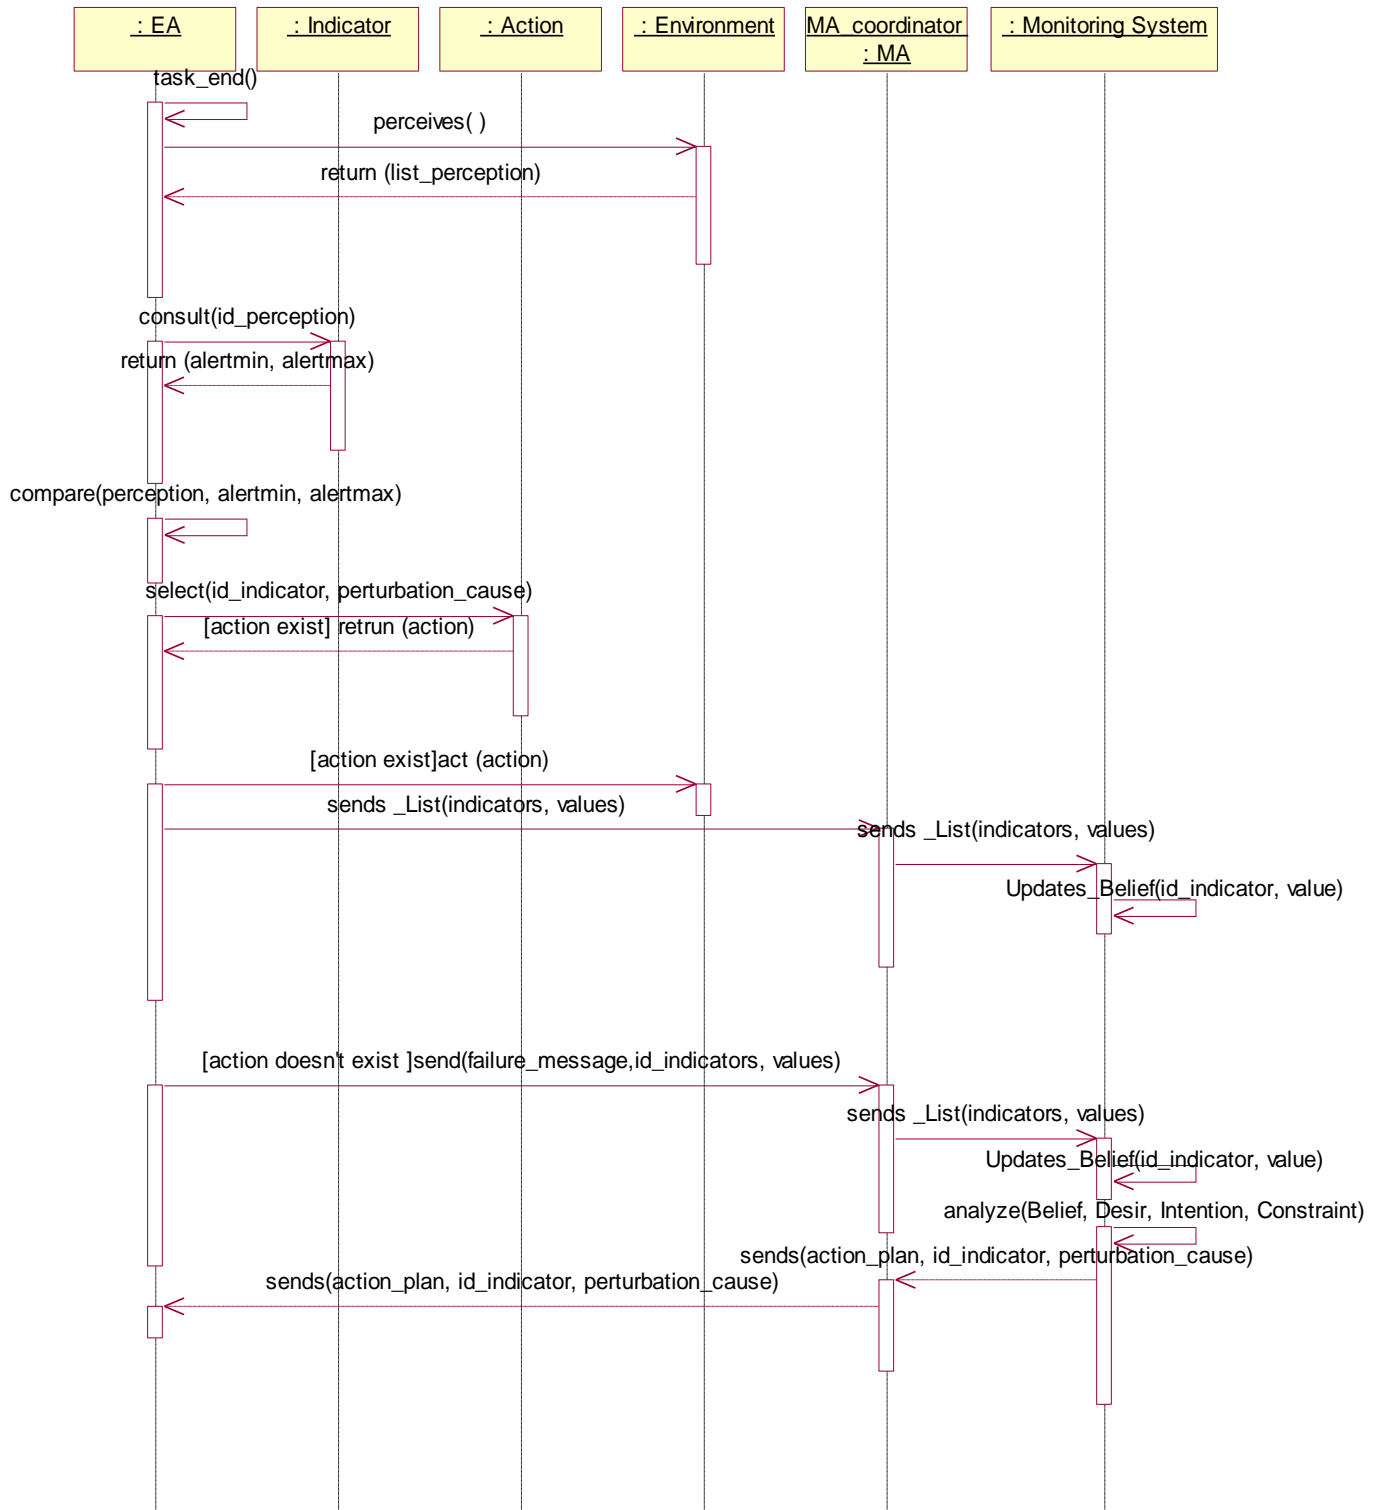 : EA
: Indicator
: Action
: Environment
MA_coordinator
: MA
: Monitoring System
task_end()
perceives( )
return (list_perception)
consult(id_perception)
return (alertmin, alertmax)
compare(perception, alertmin, alertmax)
select(id_indicator, perturbation_cause)
[action exist] retrun (action)
[action exist]act (action)
sends _List(indicators, values)
sends _List(indicators, values)
Updates_Belief(id_indicator, value)
[action doesn't exist ]send(failure_message,id_indicators, values)
sends _List(indicators, values)
Updates_Belief(id_indicator, value)
analyze(Belief, Desir, Intention, Constraint)
sends(action_plan, id_indicator, perturbation_cause)
sends(action_plan, id_indicator, perturbation_cause)